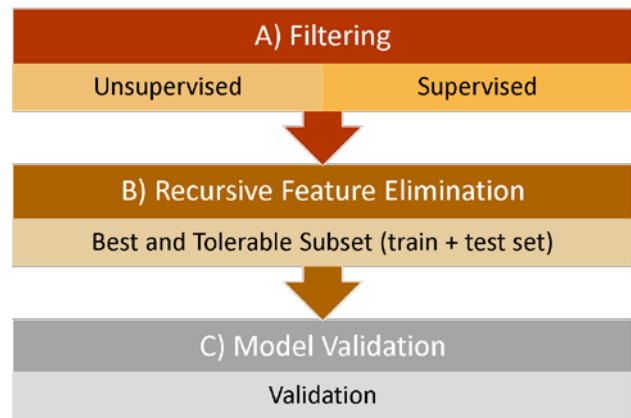 A) Filtering
Unsupervised Supervised
B) Recursive Feature Elimination
Best and Tolerable Subset (train + test set)
C) Model Validation
Validation